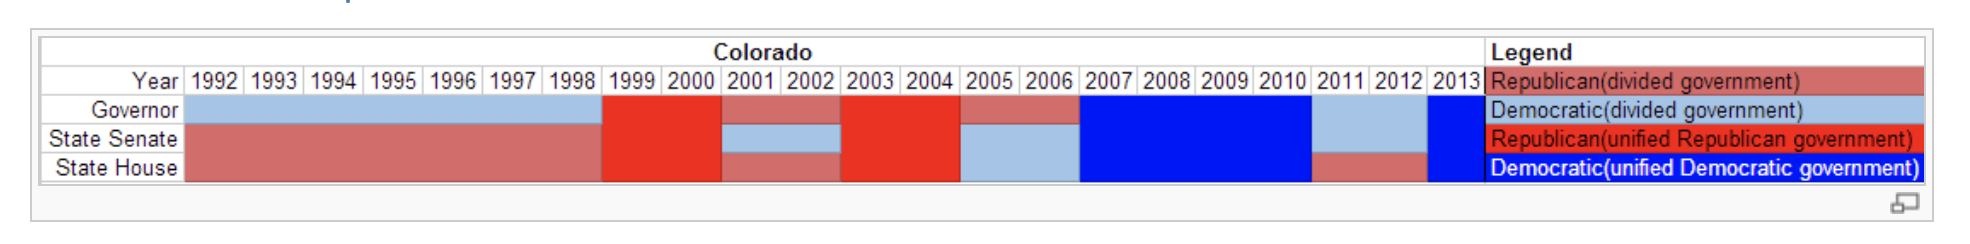 Colorado Legend
Year 1992 1993 1994 1995 1996 1997 1998 1999 2000 2001 2002 2003 2004 2005 2006 2007 2008 2009 2010 2011 2012 2013 Republican(divided government)
Governor Democratic(divided government)
State Senate Republican(unified Republican government)
State House Democratic(unified Democratic government)